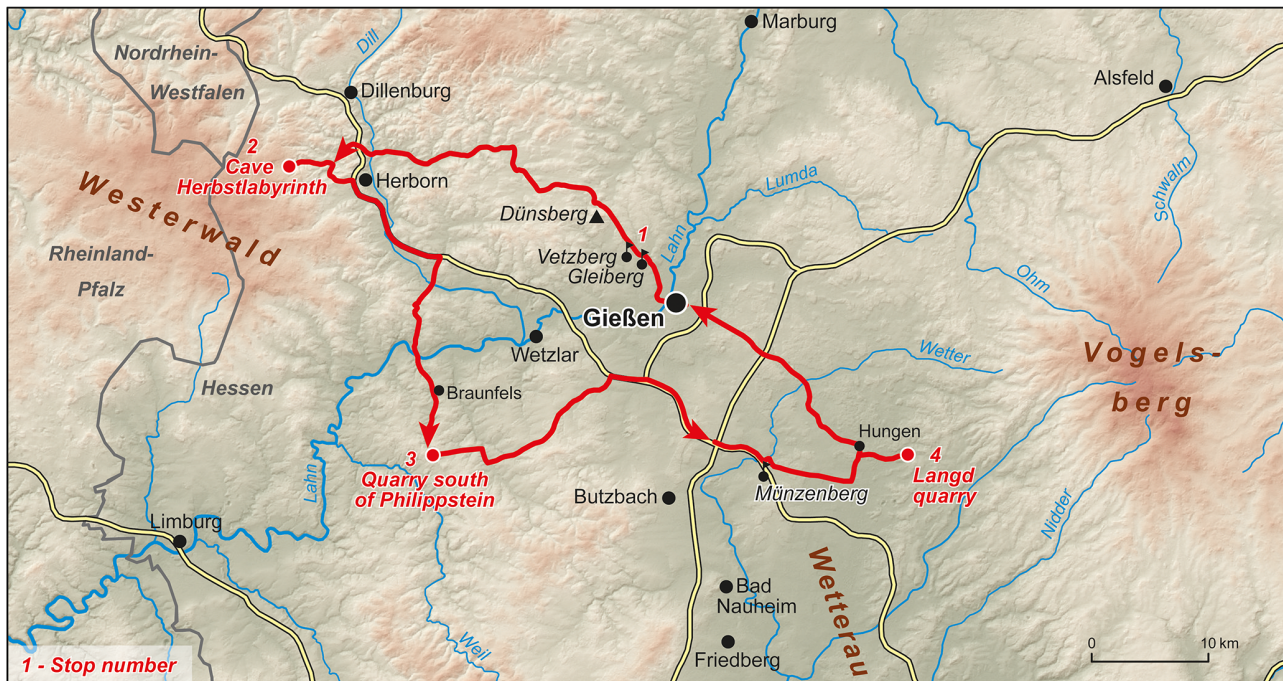 Marburg
Nordrhein-
Westfalen
Dill
Dillenburg
Alsfeld
2
Cave
Herbstlabyrinth
Herborn
Westerwald
Lumda
Schwalm
Dünsberg
1
Vetzberg
Gleiberg
Lahn
Rheinland-
Pfalz
Ohm
Gießen
Wetzlar
Wetter
Vogels-
berg
Hessen
Braunfels
Hungen
3
Quarry south
of Philippstein
4
Langd
quarry
Lahn
Butzbach
Münzenberg
Nidder
Limburg
Wetterau
Bad
Nauheim
Weil
Friedberg
0 10 km
1 - Stop number